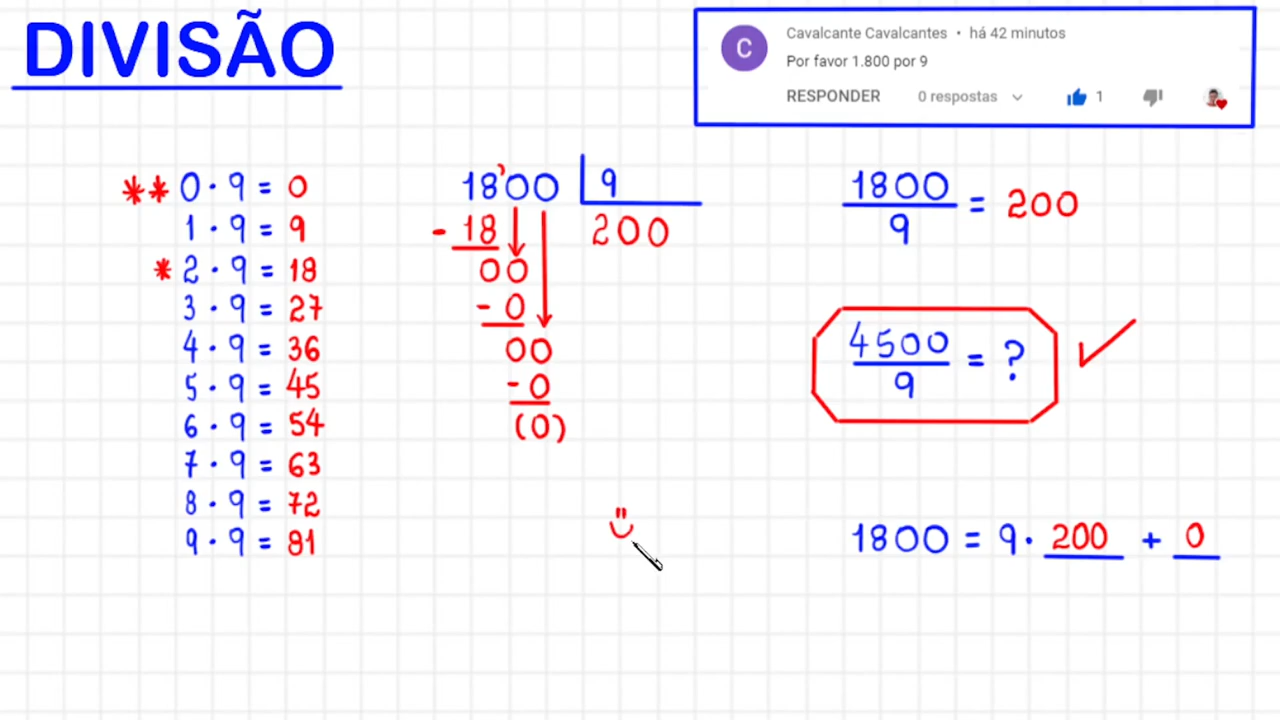 DIVISÃO
C
Cavalcante Cavalcantes • há 42 minutos
Por favor 1.800 por 9
RESPONDER 0 respostas 1
** 0 · 9 = 0
1 · 9 = 9
* 2 · 9 = 18
3 · 9 = 27
4 · 9 = 36
5 · 9 = 45
6 · 9 = 54
7 · 9 = 63
8 · 9 = 72
9 · 9 = 81
18'00 9
- 18 200
00
- 0
00
- 0
(0)
1800
9
= 200
4500
9
= ?
1800 = 9 · 200 + 0